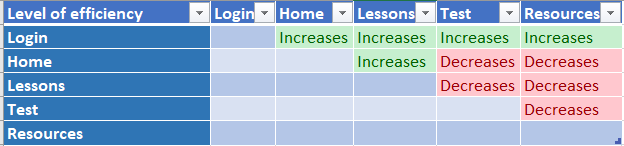 Level of efficiency Login Home Lessons Test Resources
Login Increases Increases Increases Increases
Home Increases Decreases Decreases
Lessons Decreases Decreases
Test Decreases
Resources